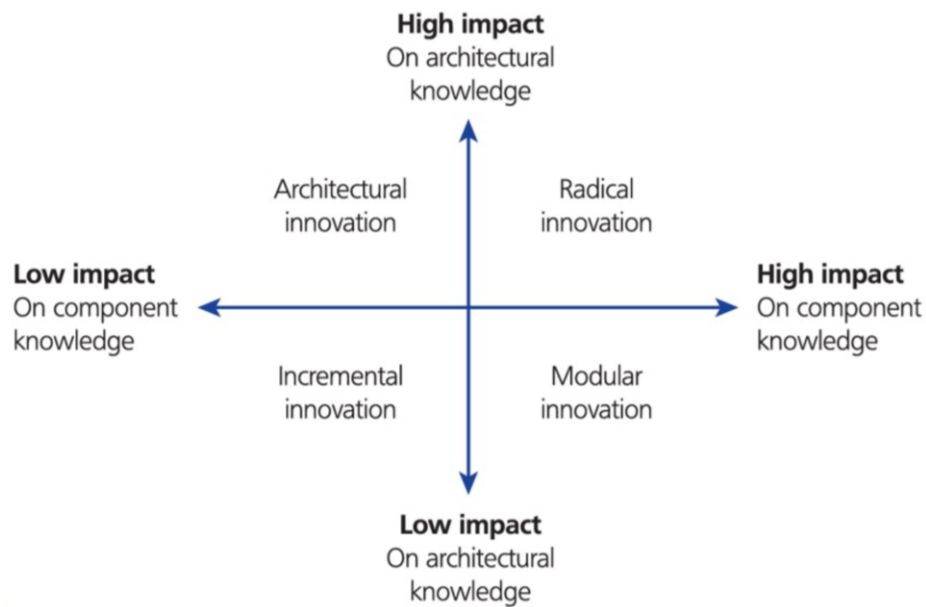 High impact
On architectural
knowledge
Architectural
innovation
Radical
innovation
Low impact
On component
knowledge
High impact
On component
knowledge
Incremental
innovation
Modular
innovation
Low impact
On architectural
knowledge